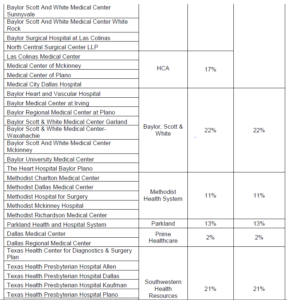 Baylor Scott And White Medical Center
Sunnyvale
Baylor Scott And White Medical Center White
Rock
Baylor Surgical Hospital at Las Colinas
North Central Surgical Center LLP
Las Colinas Medical Center
Medical Center of Mckinney
Medical Center of Plano
Medical City Dallas Hospital
HCA
17%
Baylor Heart and Vascular Hospital
Baylor Medical Center at Irving
Baylor Regional Medical Center at Plano
Baylor Scott & White Medical Center Garland
Baylor Scott & White Medical Center-
Waxahachie
Baylor Scott And White Medical Center
Mckinney
Baylor University Medical Center
The Heart Hospital Baylor Plano
Baylor, Scott &
White
22%
22%
Methodist Charlton Medical Center
Methodist Dallas Medical Center
Methodist Hospital for Surgery
Methodist Mckinney Hospital
Methodist Richardson Medical Center
Methodist
Health System
11%
11%
Parkland Health and Hospital System
Parkland
13%
13%
Dallas Medical Center
Dallas Regional Medical Center
Prime
Healthcare
2%
2%
Texas Health Center for Diagnostics & Surgery
Plan
Texas Health Presbyterian Hospital Allen
Texas Health Presbyterian Hospital Dallas
Texas Health Presbyterian Hospital Kaufman
Texas Health Presbyterian Hospital Plano
Southwestern
Health
Resources
21%
21%